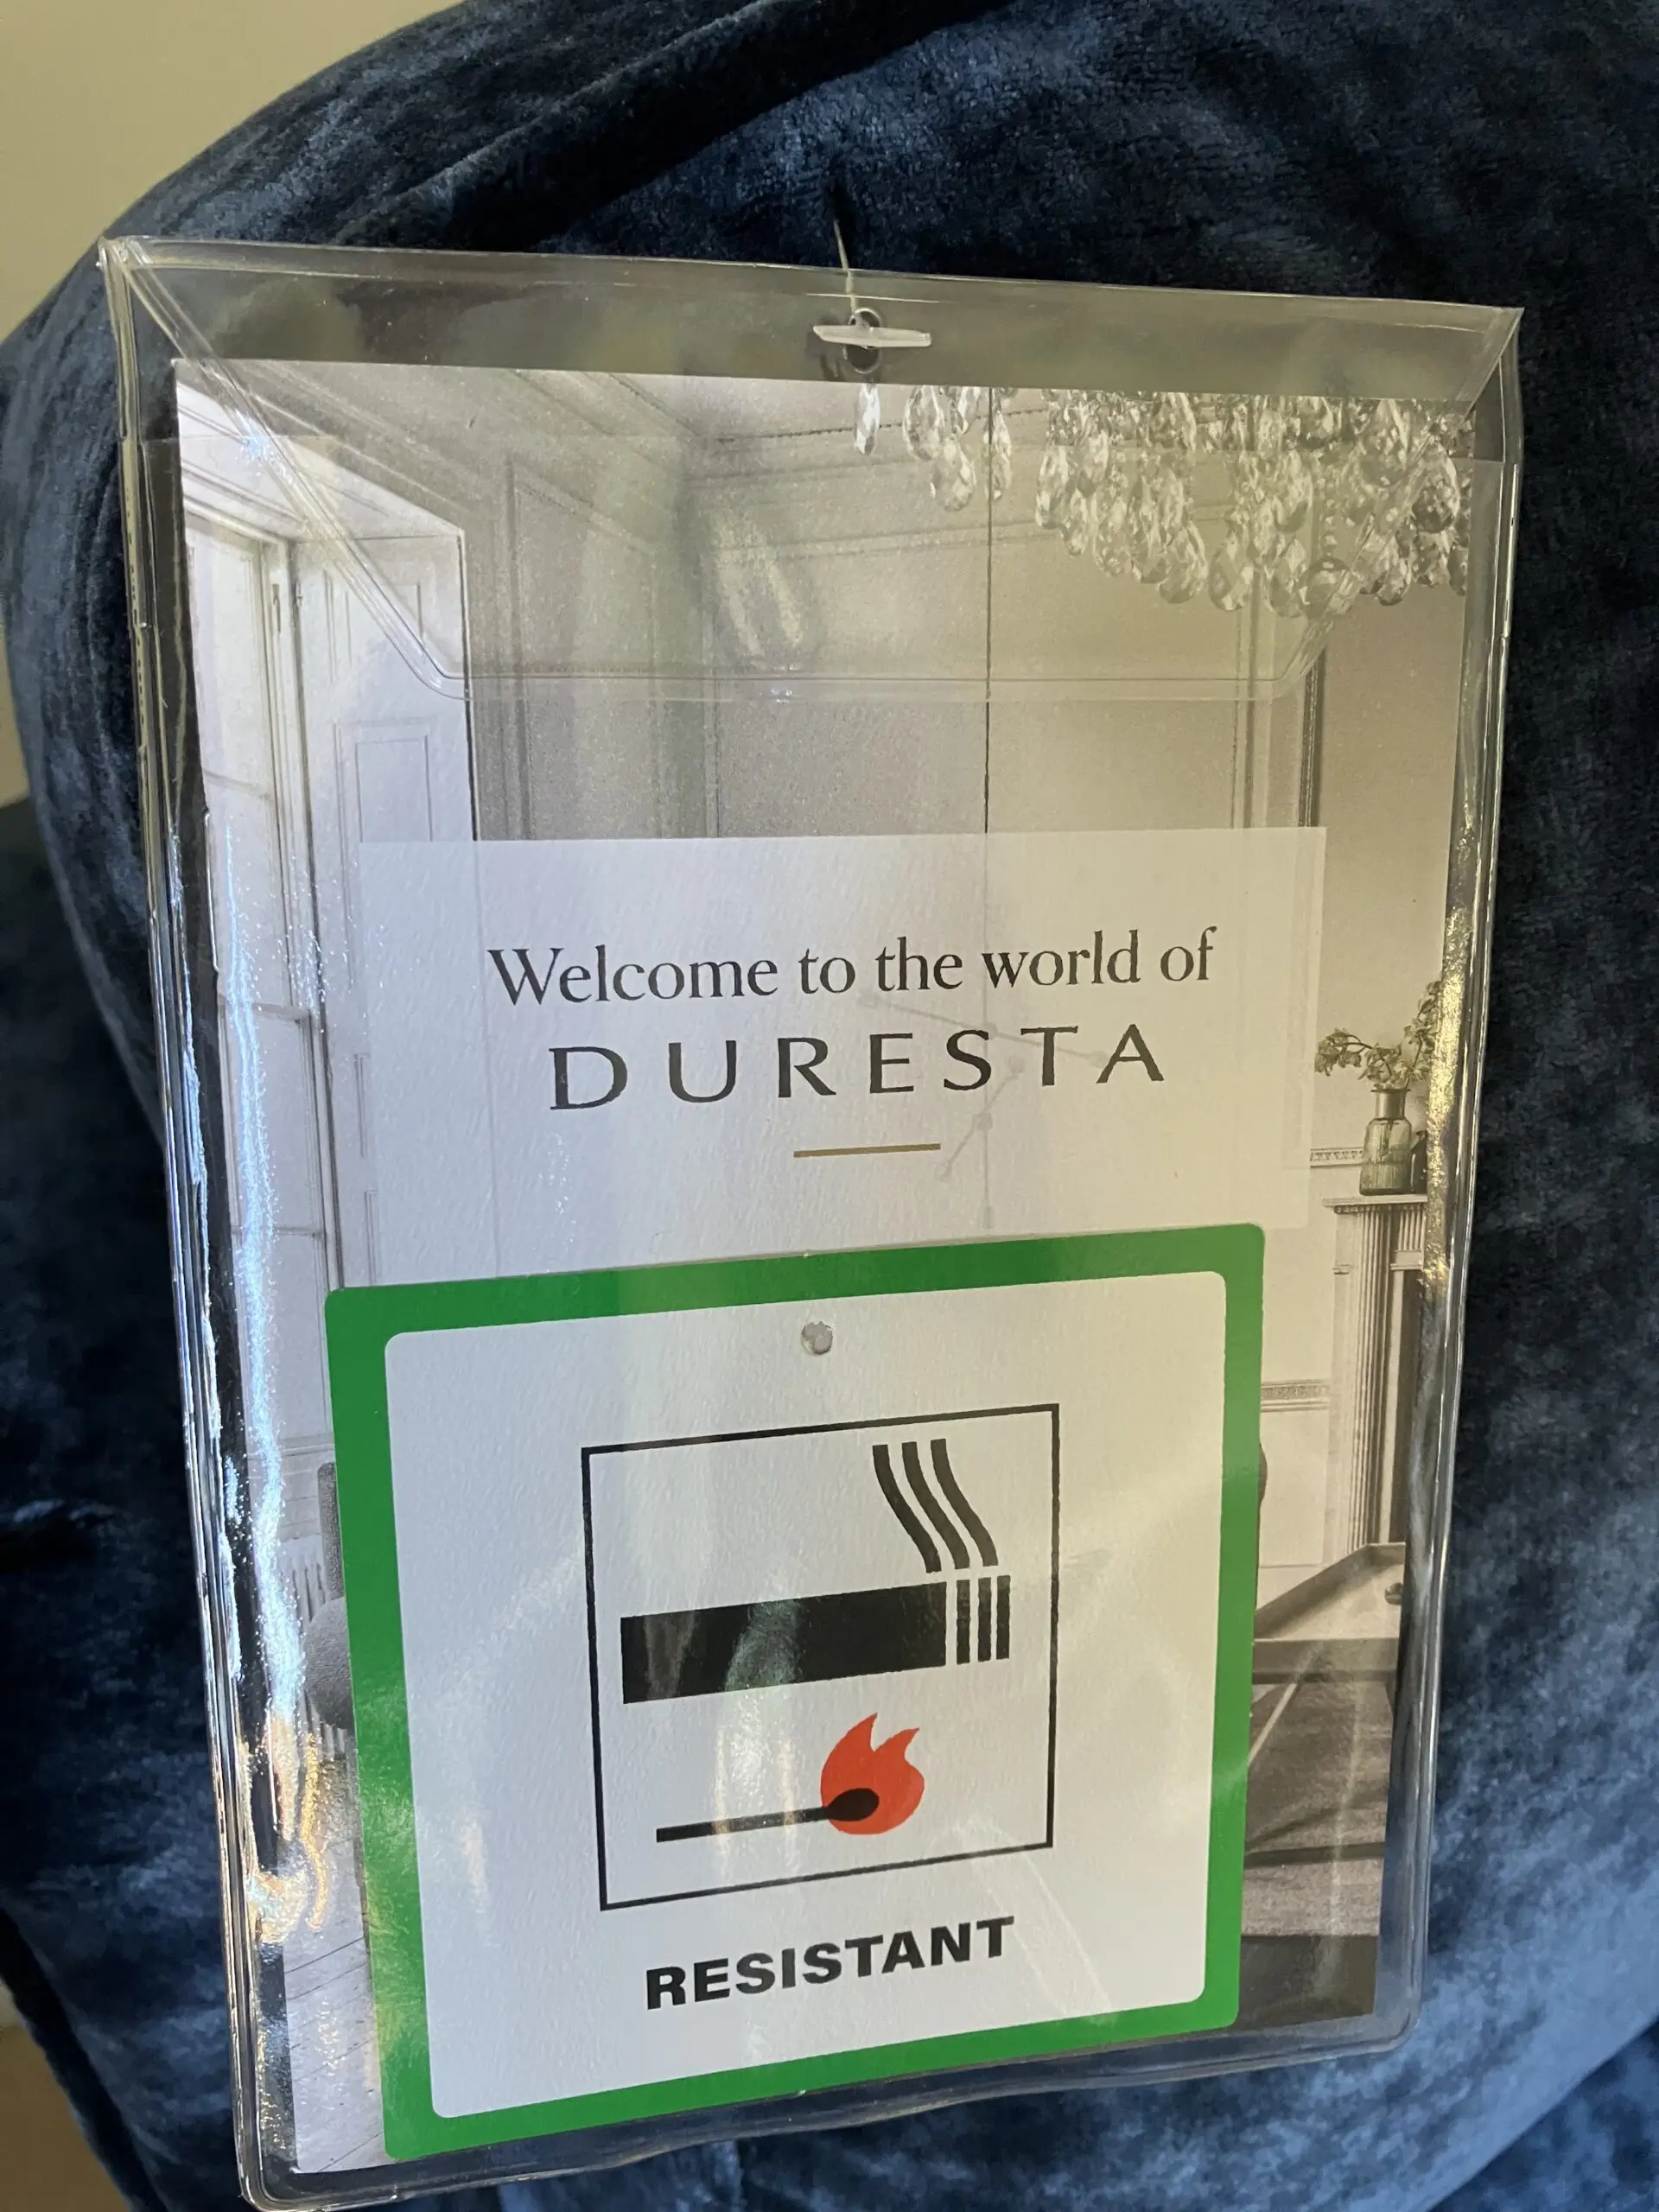 Welcome to the world of
DURESTA
RESISTANT